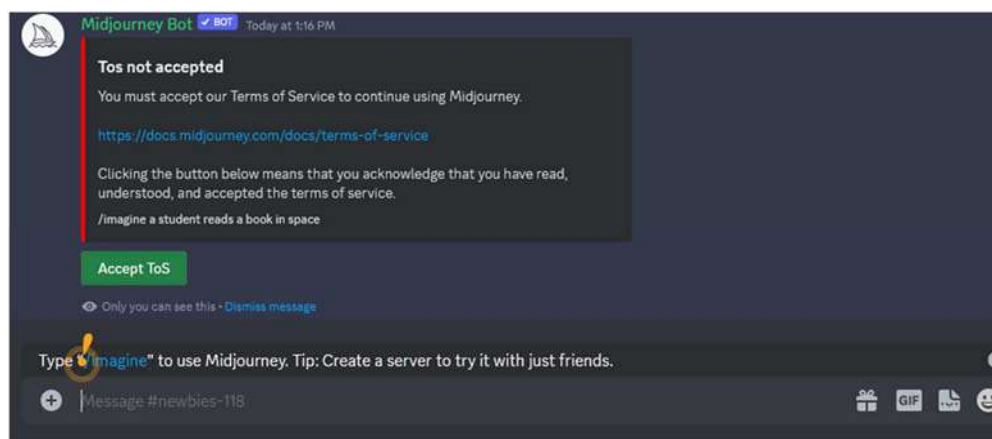 Midjourney Bot ✓ BOT Today at 1:16 PM
Tos not accepted
You must accept our Terms of Service to continue using Midjourney.
https://docs.midjourney.com/docs/terms-of-service
Clicking the button below means that you acknowledge that you have read,
understood, and accepted the terms of service.
/imagine a student reads a book in space
Accept ToS
Only you can see this • Dismiss message
Type "/imagine" to use Midjourney. Tip: Create a server to try it with just friends.
Message #newbies-118
GIF